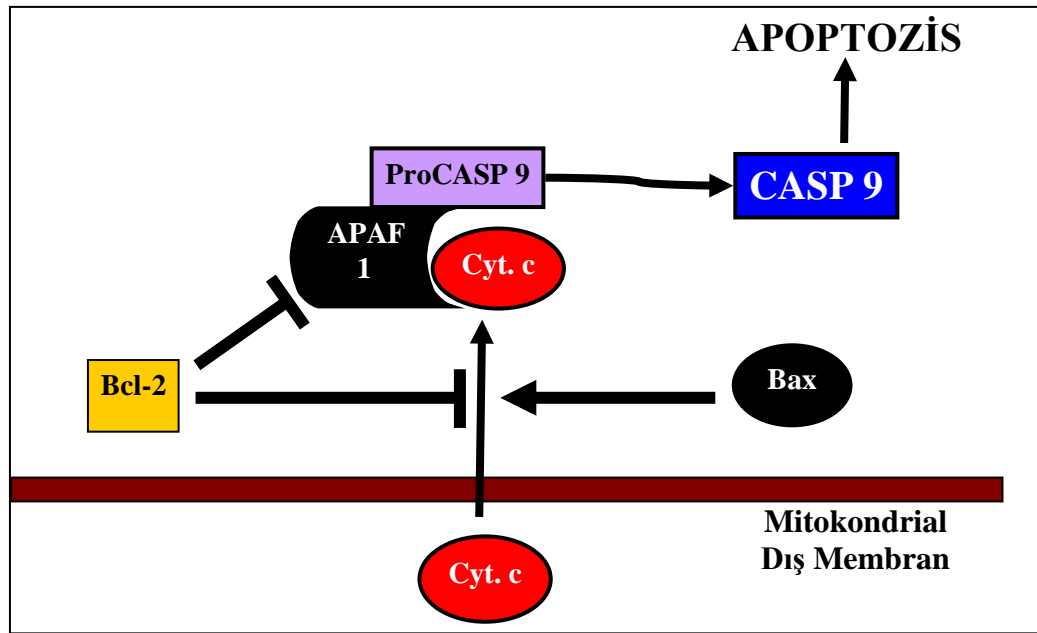 APOPTOZİS
ProCASP 9
CASP 9
APAF
1
Cyt. c
Bcl-2
Bax
Mitokondrial
Dış Membran
Cyt. c